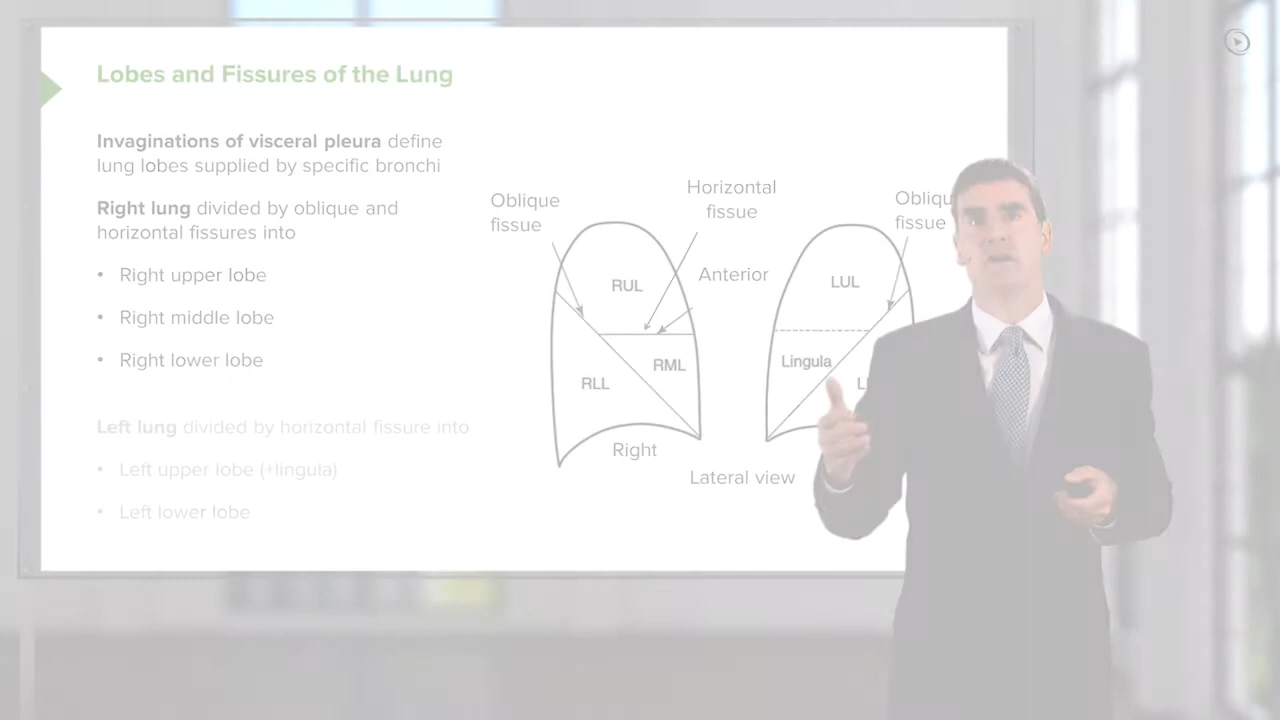 Lobes and Fissures of the Lung
Invaginations of visceral pleura define
lung lobes supplied by specific bronchi
Right lung divided by oblique and
horizontal fissures into
• Right upper lobe
• Right middle lobe
• Right lower lobe
Left lung divided by horizontal fissure into
• Left upper lobe (+lingula)
• Left lower lobe
Oblique
fissue
Horizontal
fissue
Anterior
RUL
RML
RLL
Right
Obliqu
fissue
LUL
Lingula
L
Lateral view